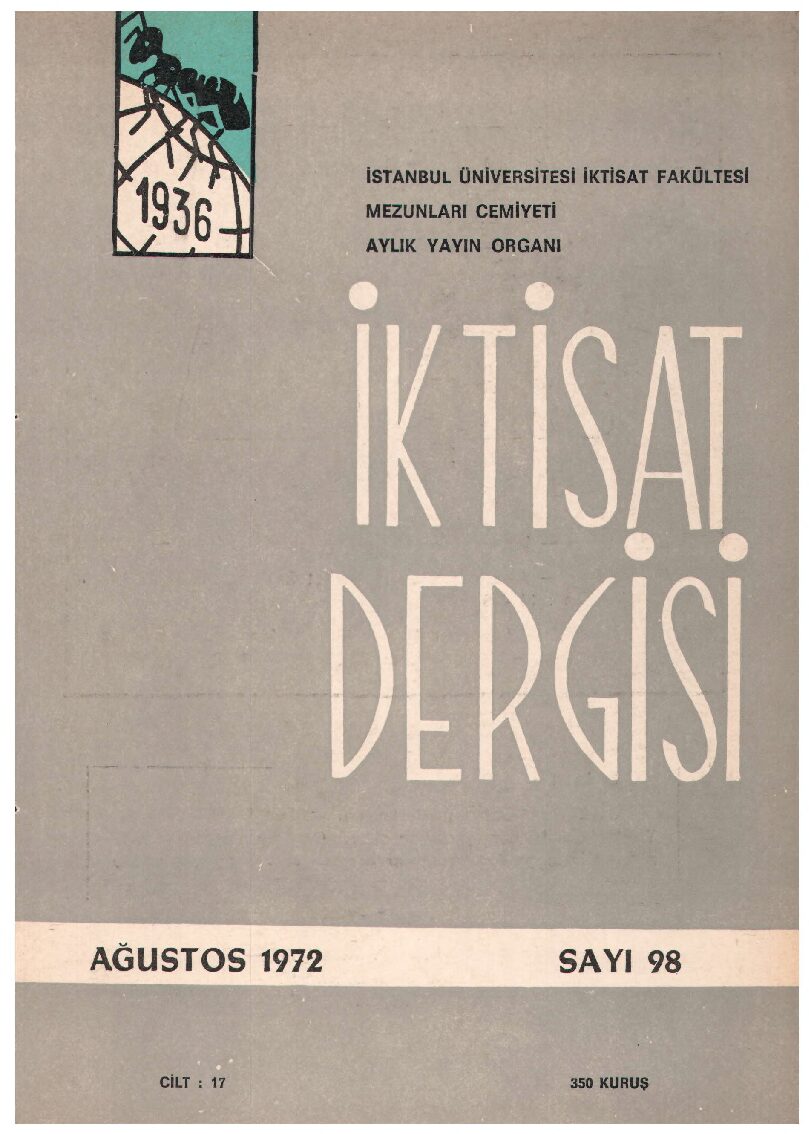 1936
İSTANBUL ÜNİVERSİTESİ İKTİSAT FAKÜLTESİ
MEZUNLARI CEMİYETİ
AYLIK YAYIN ORGANI
İKTİSAT
DERGİSİ
AĞUSTOS 1972 SAYI 98
CİLT : 17 350 KURUŞ